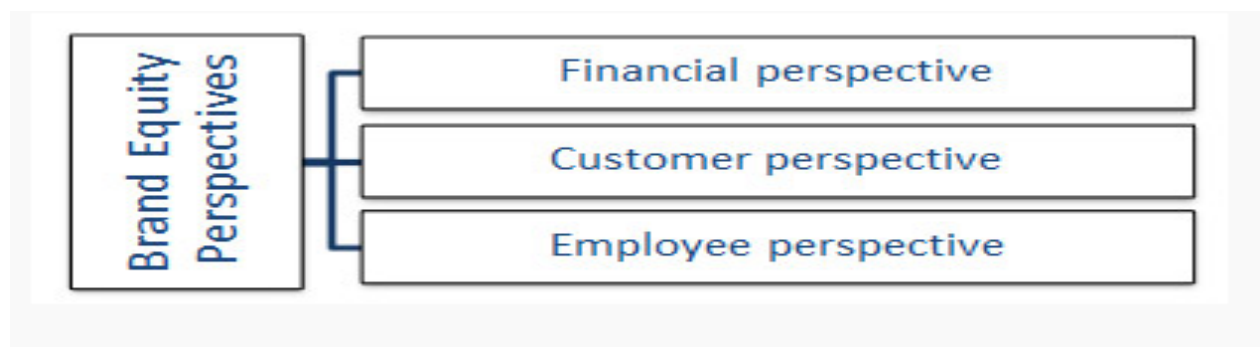 Brand Equity
Perspectives
Financial perspective
Customer perspective
Employee perspective